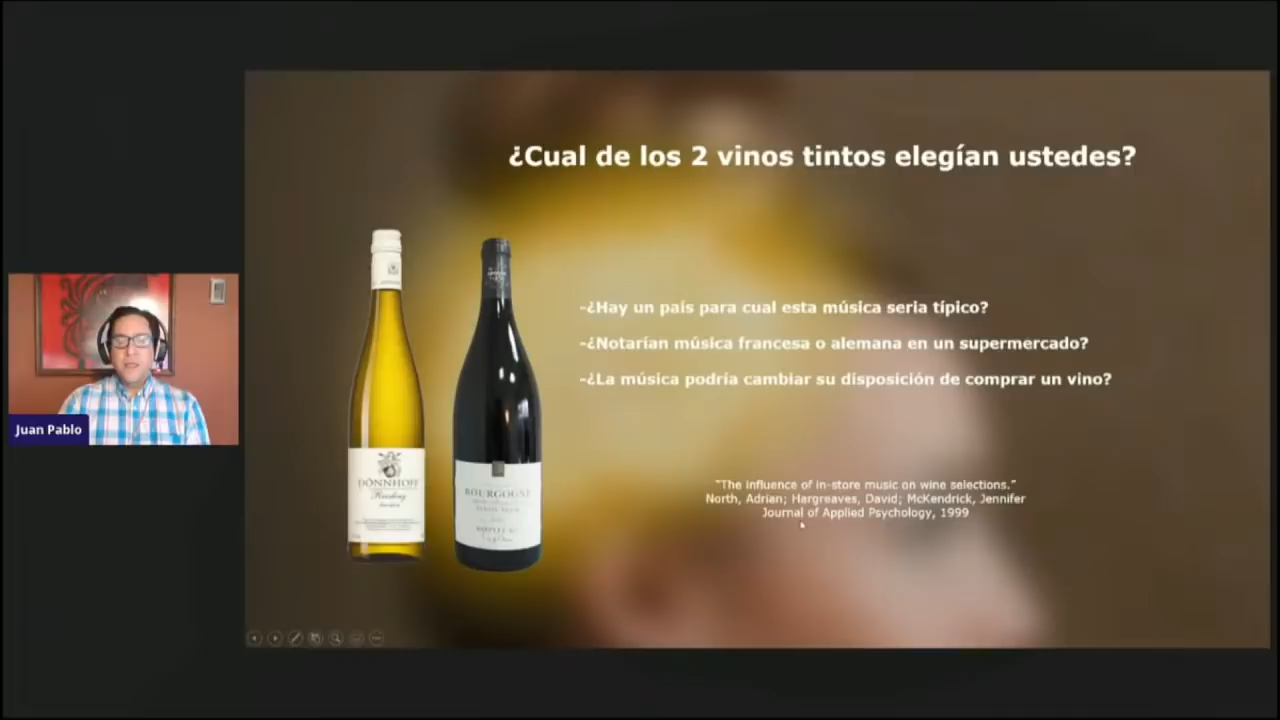 ¿Cual de los 2 vinos tintos elegían ustedes?
-¿Hay un país para cual esta música seria típico?
-¿Notarían música francesa o alemana en un supermercado?
-¿La música podría cambiar su disposición de comprar un vino?
Juan Pablo
DÖNNHOFF
Riesling
BOURGOGNE
PINOT NOIR
"The influence of in-store music on wine selections."
North, Adrian; Hargreaves, David; McKendrick, Jennifer
Journal of Applied Psychology, 1999